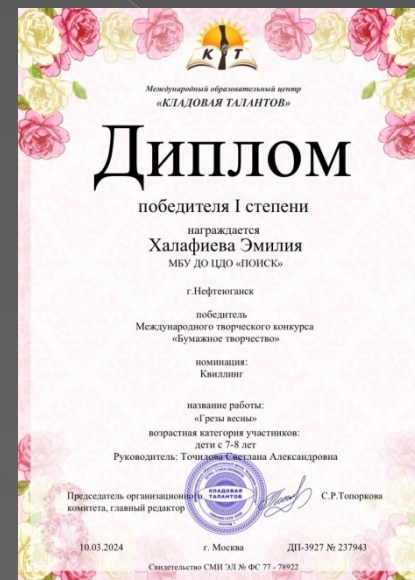 КТ
Международный образовательный центр
«КЛАДОВАЯ ТАЛАНТОВ»
Диплом
победителя I степени
награждается
Халафиева Эмилия
МБУ ДО ЦДО «ПОИСК»
г.Нефтеюганск
победитель
Международного творческого конкурса
«Бумажное творчество»
номинация:
Квиллинг
название работы:
«Грезы весны»
возрастная категория участников:
дети с 7-8 лет
Руководитель: Точидова Светлана Александровна
КЛАДОВАЯ
ТАЛАНТОВ
Председатель организационного С.Р.Топоркова
комитета, главный редактор
10.03.2024 г. Москва ДП-3927 № 237943
Свидетельство СМИ ЭЛ № ФС 77 - 78922